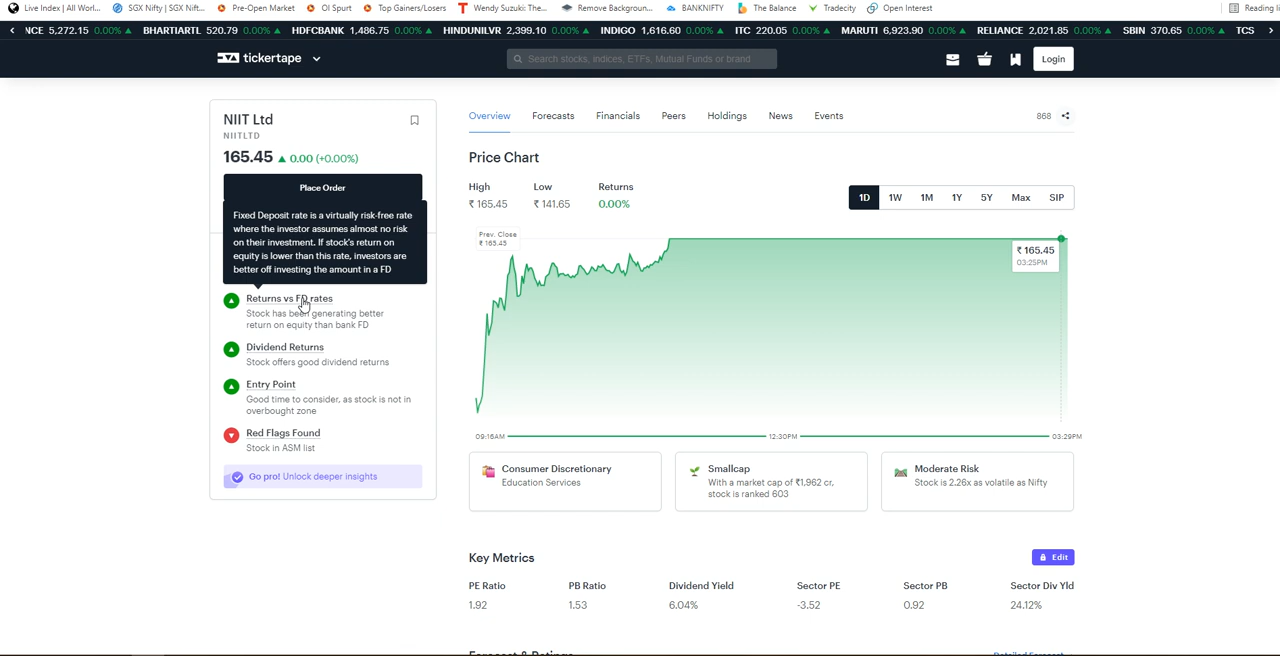 Live Index | All Worl...
SGX Nifty | SGX Nift...
Pre-Open Market
OI Spurt
Top Gainers/Losers
Wendy Suzuki: The...
Remove Backgroun...
BANKNIFTY
The Balance
Tradecity
Open Interest
Reading li
NCE 5,272.15 0.00% ▲ BHARTIARTL 520.79 0.00% ▲ HDFCBANK 1,486.75 0.00% ▲ HINDUNILVR 2,399.10 0.00% ▲ INDIGO 1,616.60 0.00% ▲ ITC 220.05 0.00% ▲ MARUTI 6,923.90 0.00% ▲ RELIANCE 2,021.85 0.00% ▲ SBIN 370.65 0.00% ▲ TCS
tickertape
Search stocks, indices, ETFs, Mutual Funds or brand
Login
NIIT Ltd
NIITLTD
165.45 ▲ 0.00 (+0.00%)
Place Order
Fixed Deposit rate is a virtually risk-free rate
where the investor assumes almost no risk
on their investment. If stock's return on
equity is lower than this rate, investors are
better off investing the amount in a FD
Returns vs FD rates
Stock has been generating better
return on equity than bank FD
Dividend Returns
Stock offers good dividend returns
Entry Point
Good time to consider, as stock is not in
overbought zone
Red Flags Found
Stock in ASM list
Go pro! Unlock deeper insights
Overview Forecasts Financials Peers Holdings News Events
868
Price Chart
High Low Returns
₹ 165.45 ₹ 141.65 0.00%
1D 1W 1M 1Y 5Y Max SIP
Prev. Close
₹ 165.45
₹ 165.45
03:25PM
09:16AM 12:30PM 03:29PM
Consumer Discretionary
Education Services
Smallcap
With a market cap of ₹1,962 cr,
stock is ranked 603
Moderate Risk
Stock is 2.26x as volatile as Nifty
Key Metrics
Edit
PE Ratio PB Ratio Dividend Yield Sector PE Sector PB Sector Div Yld
1.92 1.53 6.04% -3.52 0.92 24.12%
Forecast & Ratings
Detailed Forecast